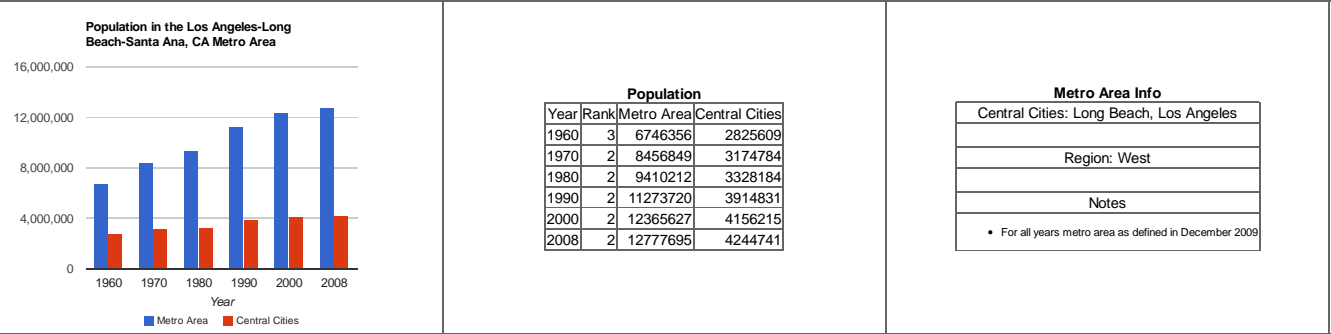 Population in the Los Angeles-Long
Beach-Santa Ana, CA Metro Area
16,000,000
12,000,000
8,000,000
4,000,000
0
1960 1970 1980 1990 2000 2008
Year
Metro Area Central Cities
Population
Year Rank Metro Area Central Cities
1960 3 6746356 2825609
1970 2 8456849 3174784
1980 2 9410212 3328184
1990 2 11273720 3914831
2000 2 12365627 4156215
2008 2 12777695 4244741
Metro Area Info
Central Cities: Long Beach, Los Angeles
Region: West
Notes
• For all years metro area as defined in December 2009